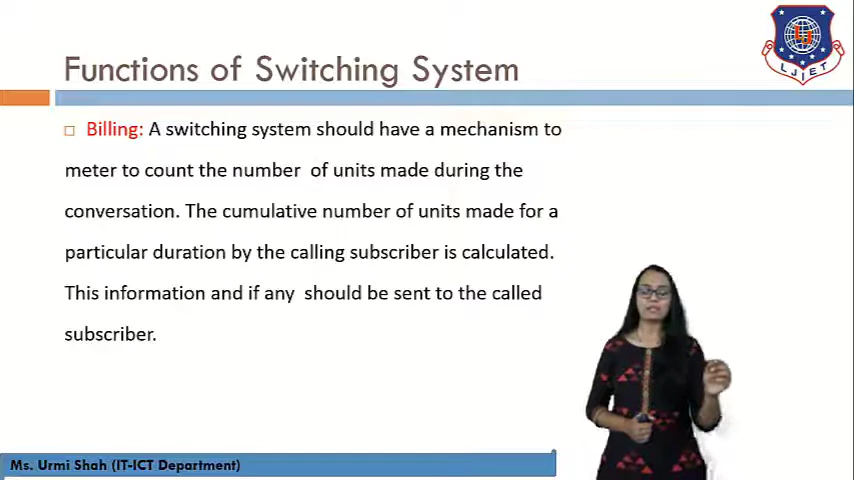 Functions of Switching System
LJIET
Billing: A switching system should have a mechanism to
meter to count the number of units made during the
conversation. The cumulative number of units made for a
particular duration by the calling subscriber is calculated.
This information and if any should be sent to the called
subscriber.
Ms. Urmi Shah (IT-ICT Department)